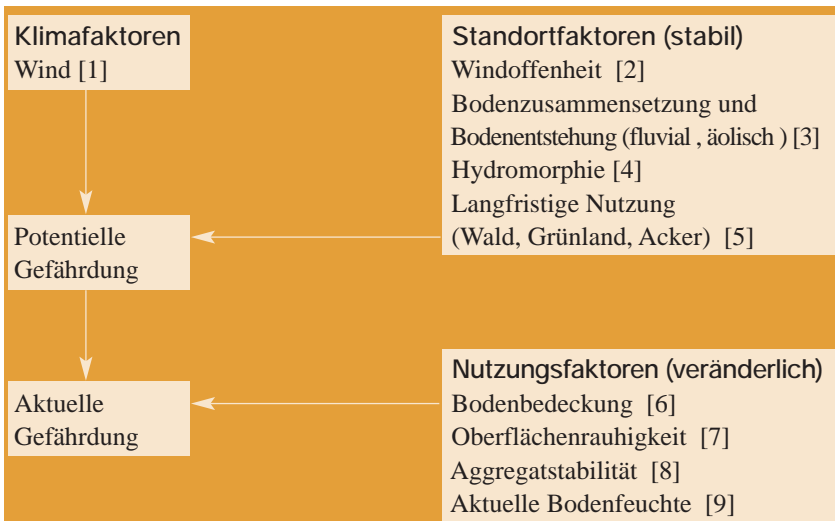 Klimafaktoren
Wind [1]
Standortfaktoren (stabil)
Windoffenheit [2]
Bodenzusammensetzung und
Bodenentstehung (fluvial , äolisch ) [3]
Hydromorphie [4]
Langfristige Nutzung
(Wald, Grünland, Acker) [5]
Potentielle
Gefährdung
Nutzungsfaktoren (veränderlich)
Bodenbedeckung [6]
Oberflächenrauhigkeit [7]
Aggregatstabilität [8]
Aktuelle Bodenfeuchte [9]
Aktuelle
Gefährdung